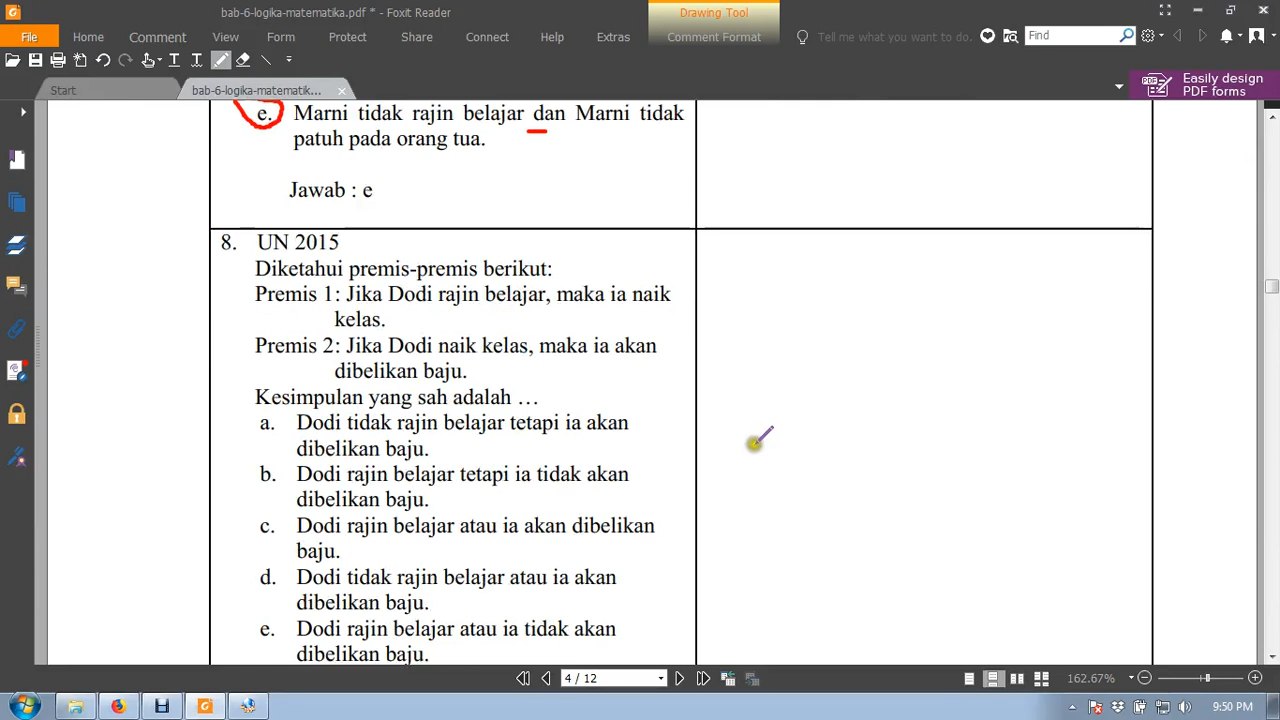 bab-6-logika-matematika.pdf * - Foxit Reader
Drawing Tool
File
Home
Comment
View
Form
Protect
Share
Connect
Help
Extras
Comment Format
Tell me what you want to do..
Find
Start
bab-6-logika-matematik...
Easily design
PDF forms
e. Marni tidak rajin belajar dan Marni tidak
patuh pada orang tua.
Jawab : e
8. UN 2015
Diketahui premis-premis berikut:
Premis 1: Jika Dodi rajin belajar, maka ia naik
kelas.
Premis 2: Jika Dodi naik kelas, maka ia akan
dibelikan baju.
Kesimpulan yang sah adalah …
a. Dodi tidak rajin belajar tetapi ia akan
dibelikan baju.
b. Dodi rajin belajar tetapi ia tidak akan
dibelikan baju.
c. Dodi rajin belajar atau ia akan dibelikan
baju.
d. Dodi tidak rajin belajar atau ia akan
dibelikan baju.
e. Dodi rajin belajar atau ia tidak akan
dibelikan baju.
4 / 12
162.67%
9:50 PM